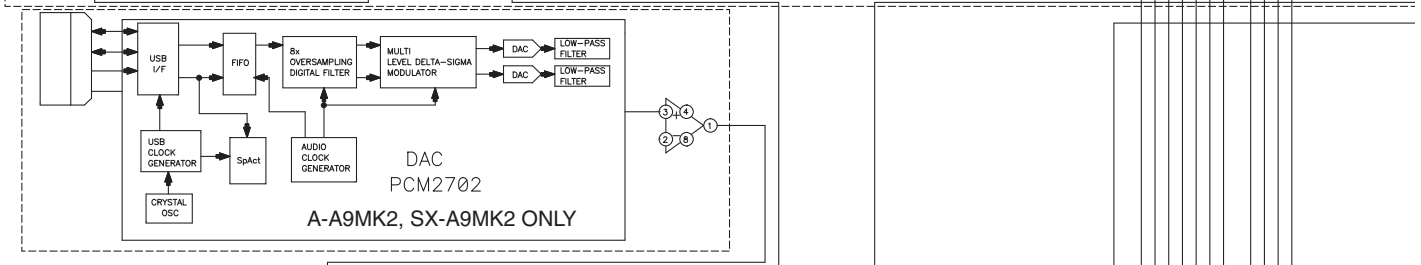 USB
I/F
FIFO
8x
OVERSAMPLING
DIGITAL FILTER
MULTI
LEVEL DELTA-SIGMA
MODULATOR
DAC
LOW-PASS
FILTER
DAC
LOW-PASS
FILTER
3
4
+
1
2
8
USB
CLOCK
GENERATOR
SpAct
AUDIO
CLOCK
GENERATOR
DAC
PCM2702
CRYSTAL
OSC
A-A9MK2, SX-A9MK2 ONLY